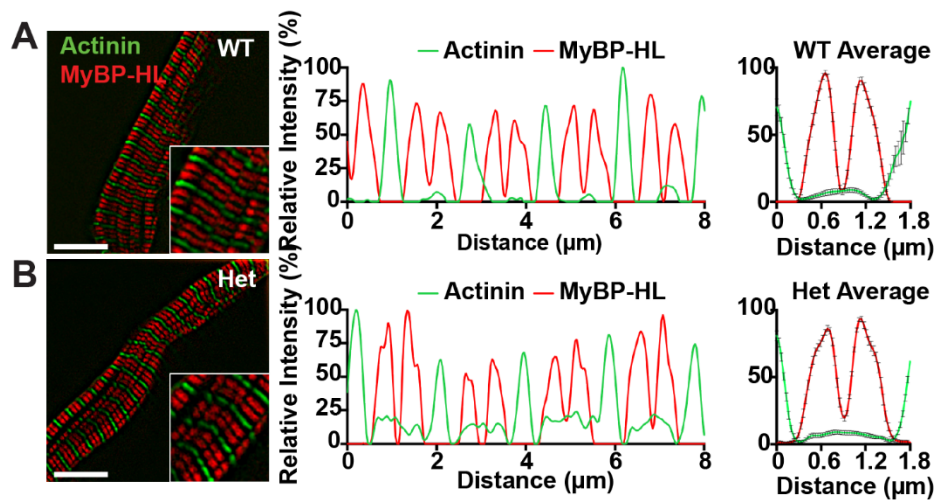 A
Actinin
WT
MyBP-HL
Relative Intensity (%)
Actinin MyBP-HL
100
75
50
25
0
0 2 4 6 8
Distance (µm)
WT Average
100
50
0
0 0.6 1.2 1.8
Distance (µm)
B
Het
Relative Intensity (%)
Actinin MyBP-HL
100
75
50
25
0
0 2 4 6 8
Distance (µm)
Het Average
100
50
0
0 0.6 1.2 1.8
Distance (µm)